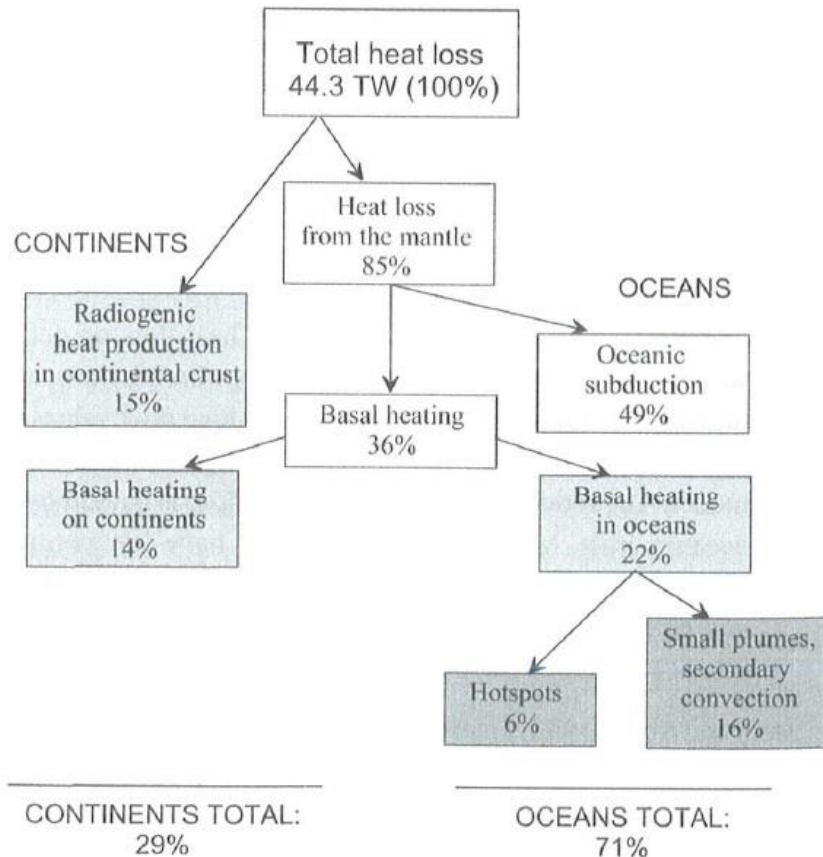 Total heat loss
44.3 TW (100%)
Heat loss
from the mantle
85%
CONTINENTS
OCEANS
Radiogenic
heat production
in continental crust
15%
Oceanic
subduction
49%
Basal heating
36%
Basal heating
on continents
14%
Basal heating
in oceans
22%
Hotspots
6%
Small plumes,
secondary
convection
16%
CONTINENTS TOTAL:
29%
OCEANS TOTAL:
71%